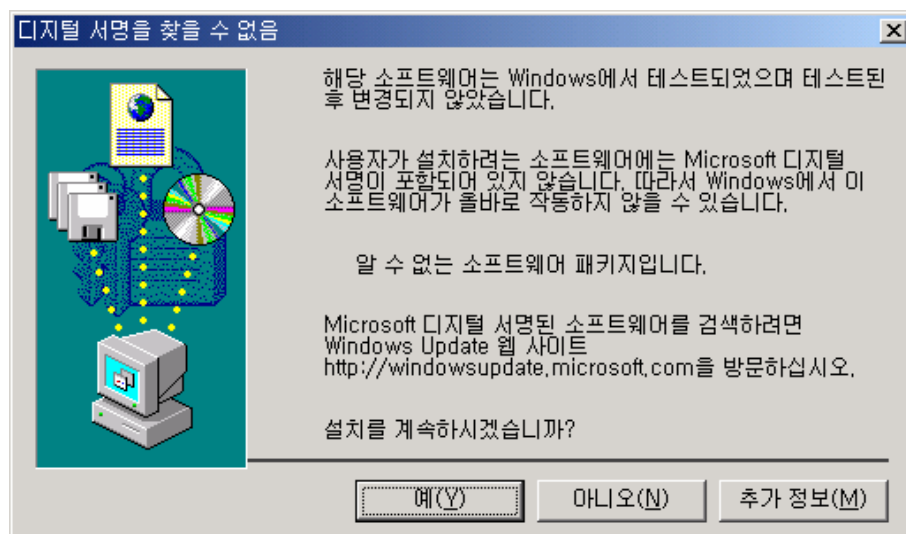 디지털 서명을 찾을 수 없음
해당 소프트웨어는 Windows에서 테스트되었으며 테스트된
후 변경되지 않았습니다.
사용자가 설치하려는 소프트웨어에는 Microsoft 디지털
서명이 포함되어 있지 않습니다. 따라서 Windows에서 이
소프트웨어가 올바로 작동하지 않을 수 있습니다.
알 수 없는 소프트웨어 패키지입니다.
Microsoft 디지털 서명된 소프트웨어를 검색하려면
Windows Update 웹 사이트
http://windowsupdate.microsoft.com을 방문하십시오.
설치를 계속하시겠습니까?
예(Y) 아니오(N) 추가 정보(M)